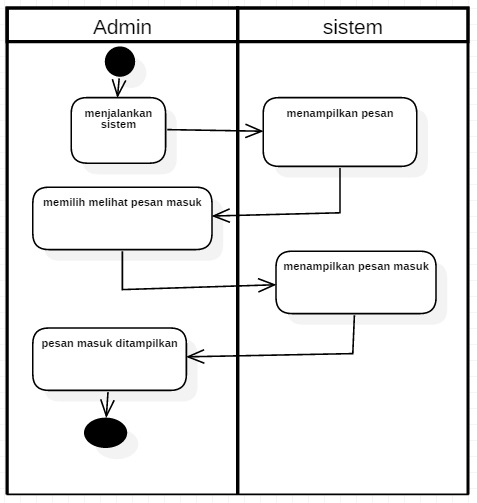 Admin
sistem
menjalankan
sistem
menampilkan pesan
memilih melihat pesan masuk
menampilkan pesan masuk
pesan masuk ditampilkan